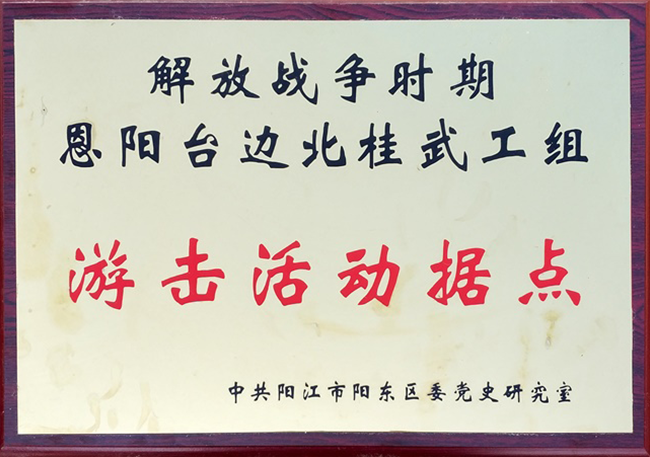 解放战争时期
恩阳台边北桂武工组
游击活动据点
中共阳江市阳东区委党史研究室